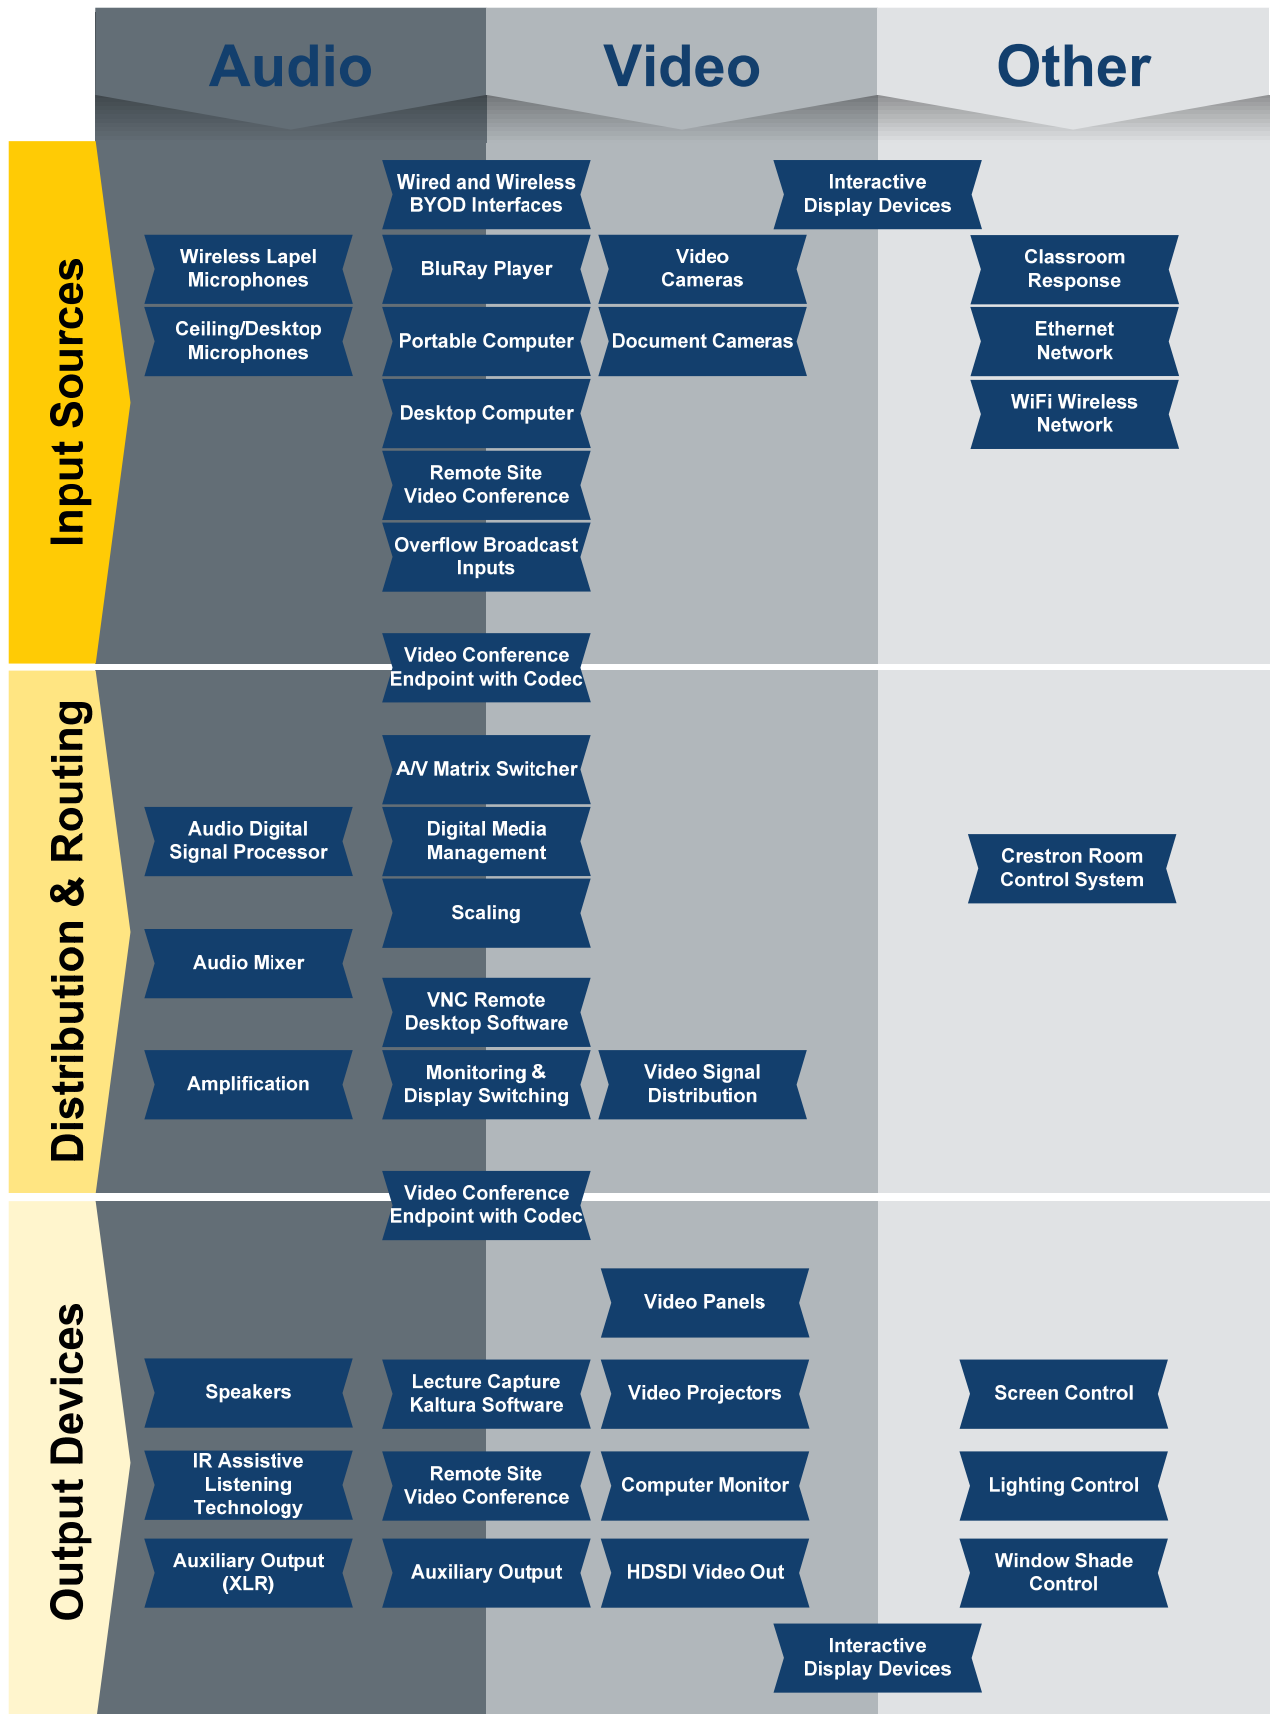 Audio
Video
Other
Input Sources
Wired and Wireless
BYOD Interfaces
Interactive
Display Devices
Wireless Lapel
Microphones
BluRay Player
Video
Cameras
Classroom
Response
Ceiling/Desktop
Microphones
Portable Computer
Document Cameras
Ethernet
Network
Desktop Computer
WiFi Wireless
Network
Remote Site
Video Conference
Overflow Broadcast
Inputs
Video Conference
Endpoint with Codec
Distribution & Routing
A/V Matrix Switcher
Audio Digital
Signal Processor
Digital Media
Management
Crestron Room
Control System
Scaling
Audio Mixer
VNC Remote
Desktop Software
Amplification
Monitoring &
Display Switching
Video Signal
Distribution
Video Conference
Endpoint with Codec
Output Devices
Video Panels
Speakers
Lecture Capture
Kaltura Software
Video Projectors
Screen Control
IR Assistive
Listening
Technology
Remote Site
Video Conference
Computer Monitor
Lighting Control
Auxiliary Output
(XLR)
Auxiliary Output
HDSDI Video Out
Window Shade
Control
Interactive
Display Devices